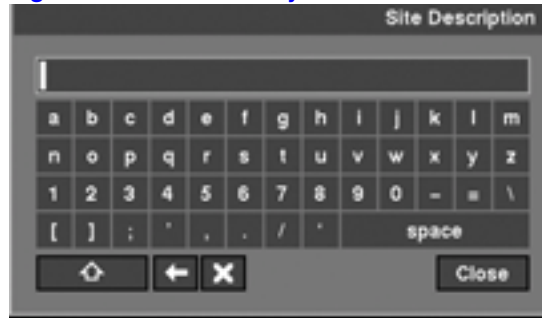 Site Description
a b c d e f g h i j k l m
n o p q r s t u v w x y z
1 2 3 4 5 6 7 8 9 0 - = \
[ ] ; ' , . / `
space
Close